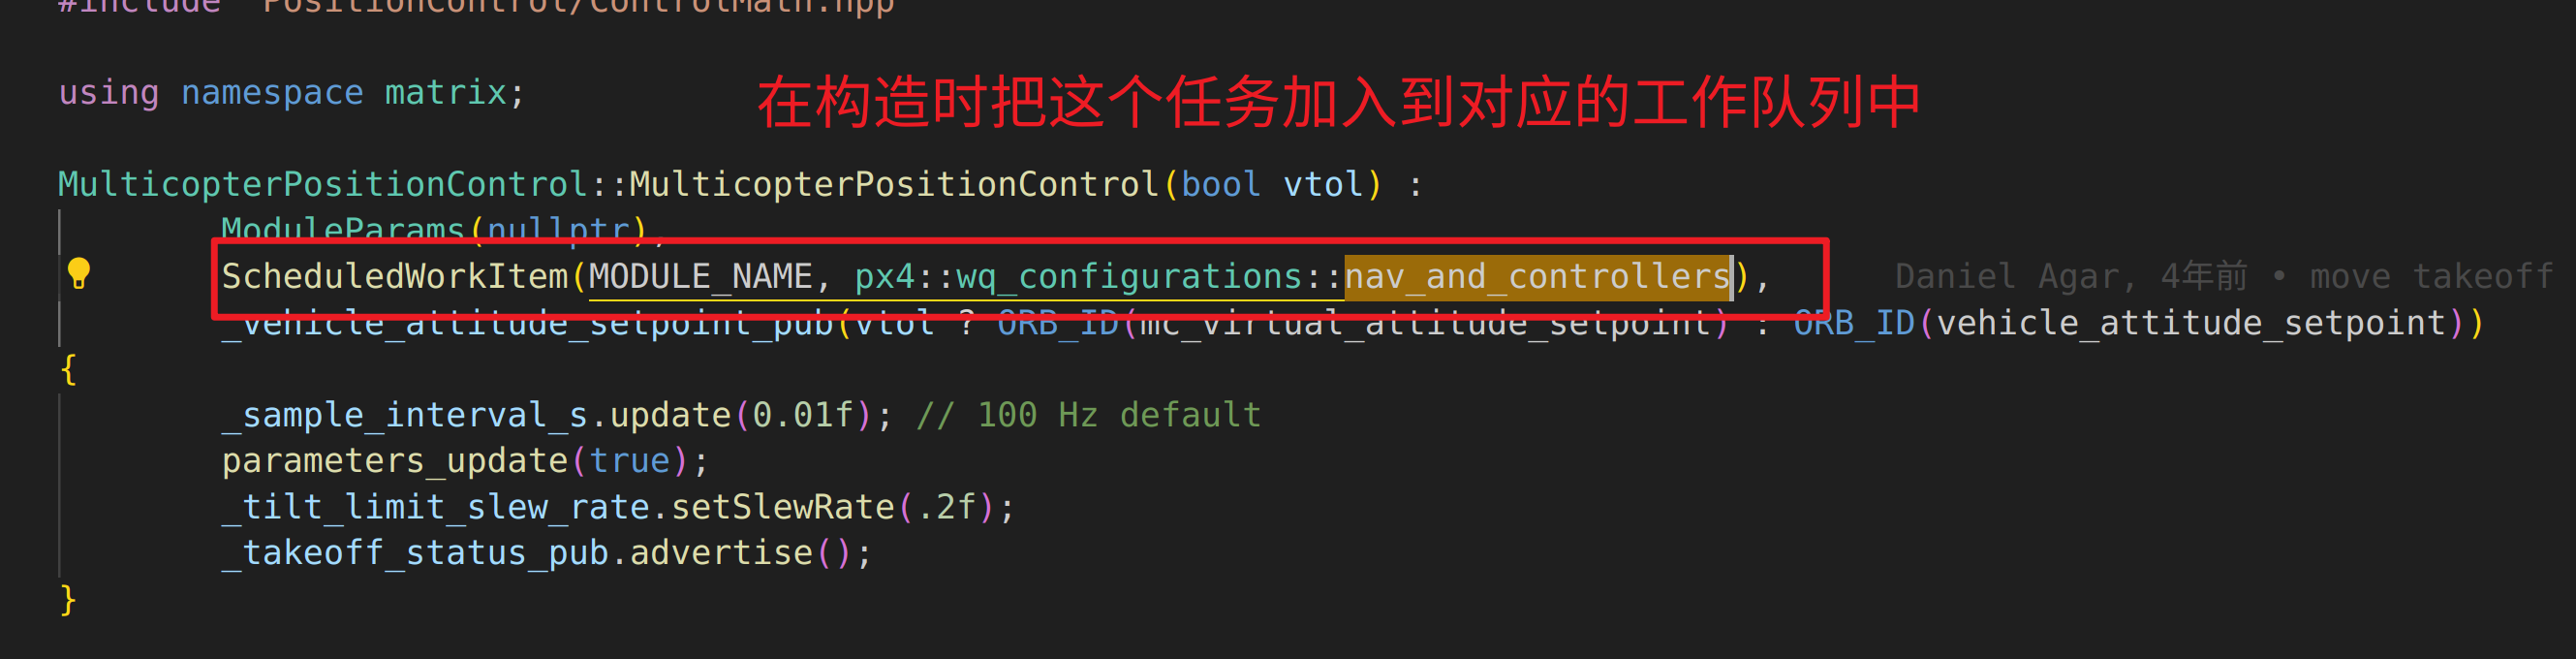 #include "PositionControl/ControlMath.hpp"
using namespace matrix;
在构造时把这个任务加入到对应的工作队列中
MulticopterPositionControl::MulticopterPositionControl(bool vtol) :
ModuleParams(nullptr),
ScheduledWorkItem(MODULE_NAME, px4::wq_configurations::nav_and_controllers), Daniel Agar, 4年前 • move takeoff
_vehicle_attitude_setpoint_pub(vtol ? ORB_ID(mc_virtual_attitude_setpoint) : ORB_ID(vehicle_attitude_setpoint))
{
_sample_interval_s.update(0.01f); // 100 Hz default
parameters_update(true);
_tilt_limit_slew_rate.setSlewRate(.2f);
_takeoff_status_pub.advertise();
}